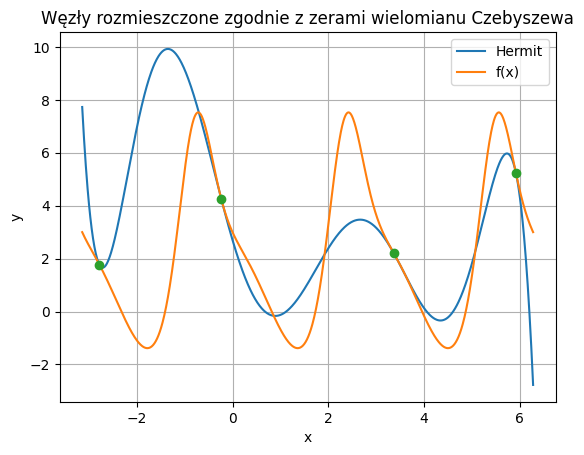 Węzły rozmieszczone zgodnie z zerami wielomianu Czebyszewa
Hermit
f(x)
10
8
6
4
2
0
−2
y
−2
0
2
4
6
x